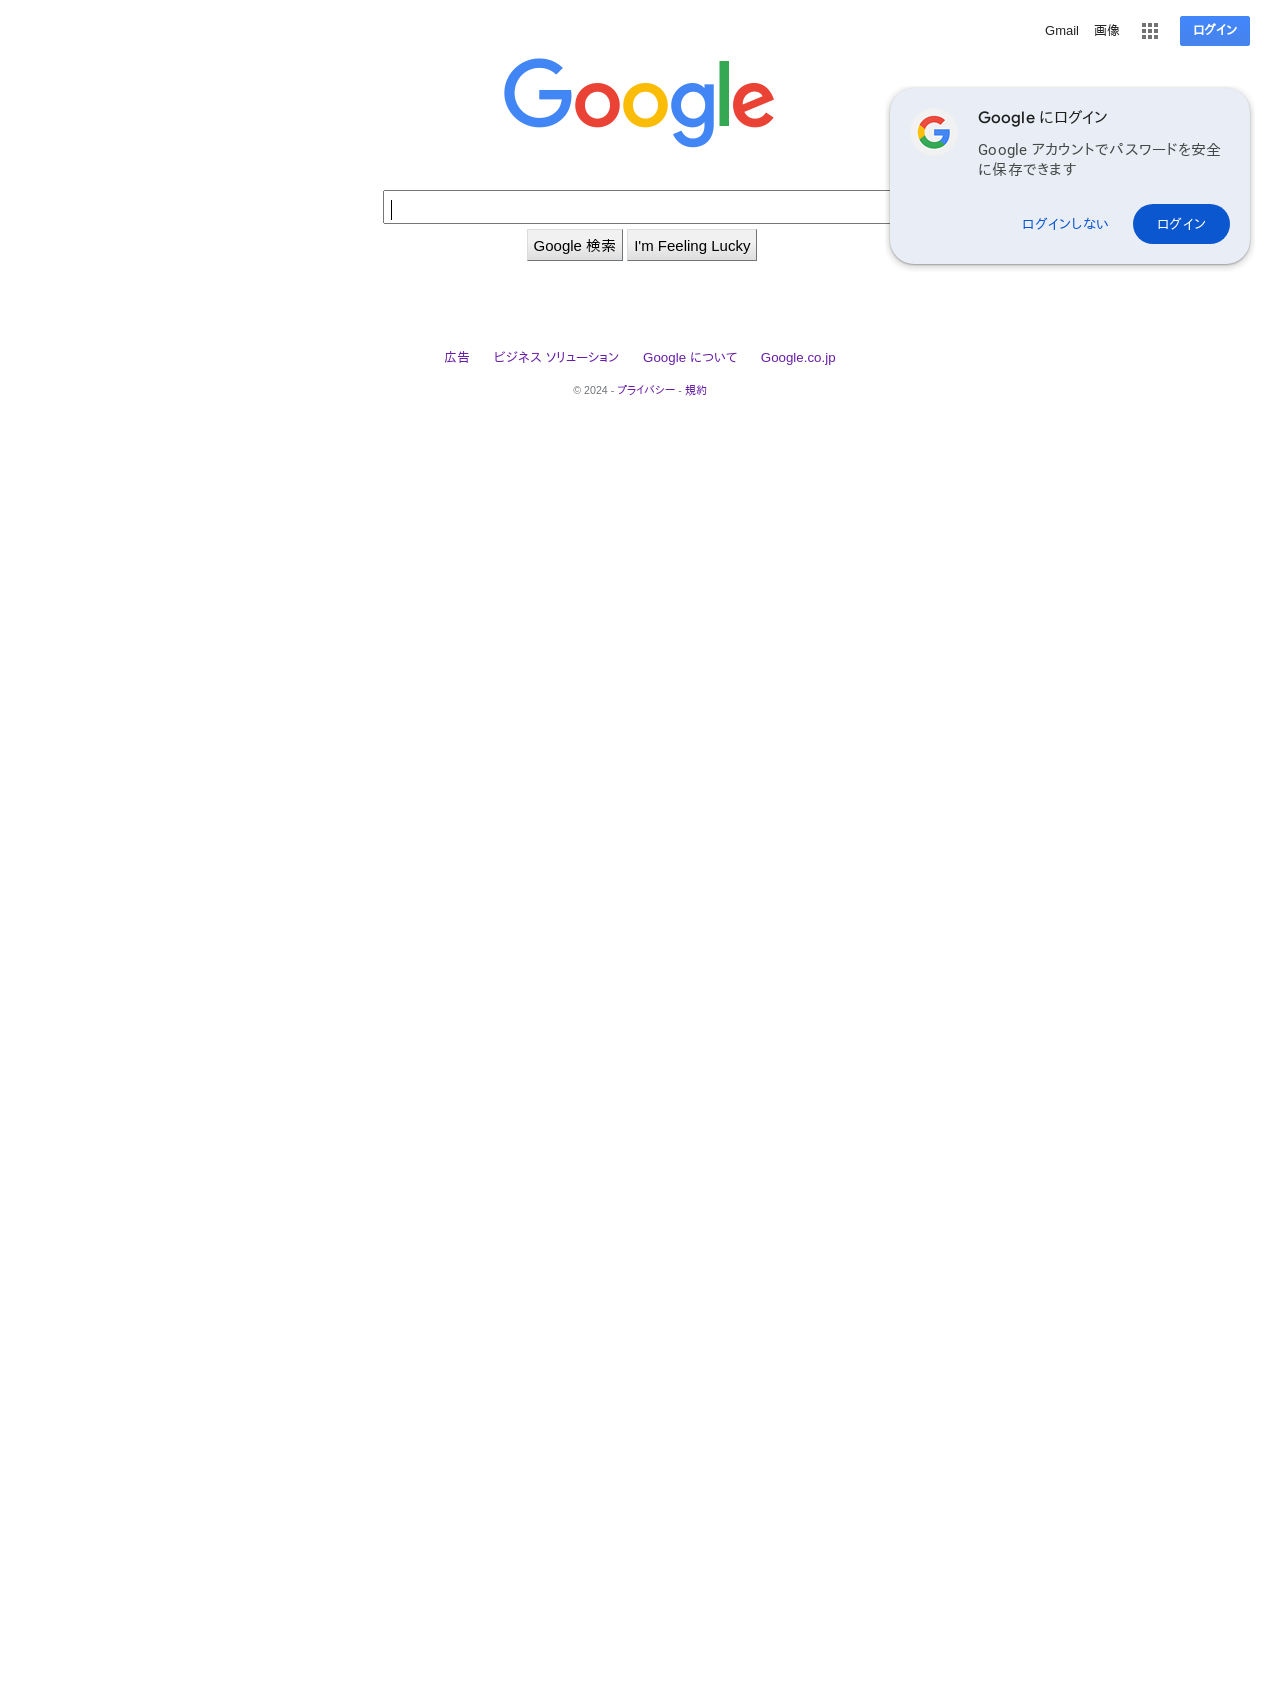 Gmail 画像 ログイン
Google
Google にログイン
Google アカウントでパスワードを安全
に保存できます
ログインしない ログイン
Google 検索 I'm Feeling Lucky
広告 ビジネス ソリューション Google について Google.co.jp
© 2024 - プライバシー - 規約